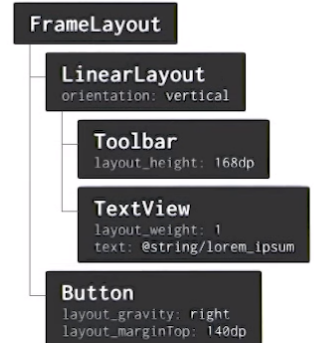 FrameLayout
LinearLayout
orientation: vertical
Toolbar
layout_height: 168dp
TextView
layout_weight: 1
text: @string/lorem_ipsum
Button
layout_gravity: right
layout_marginTop: 140dp